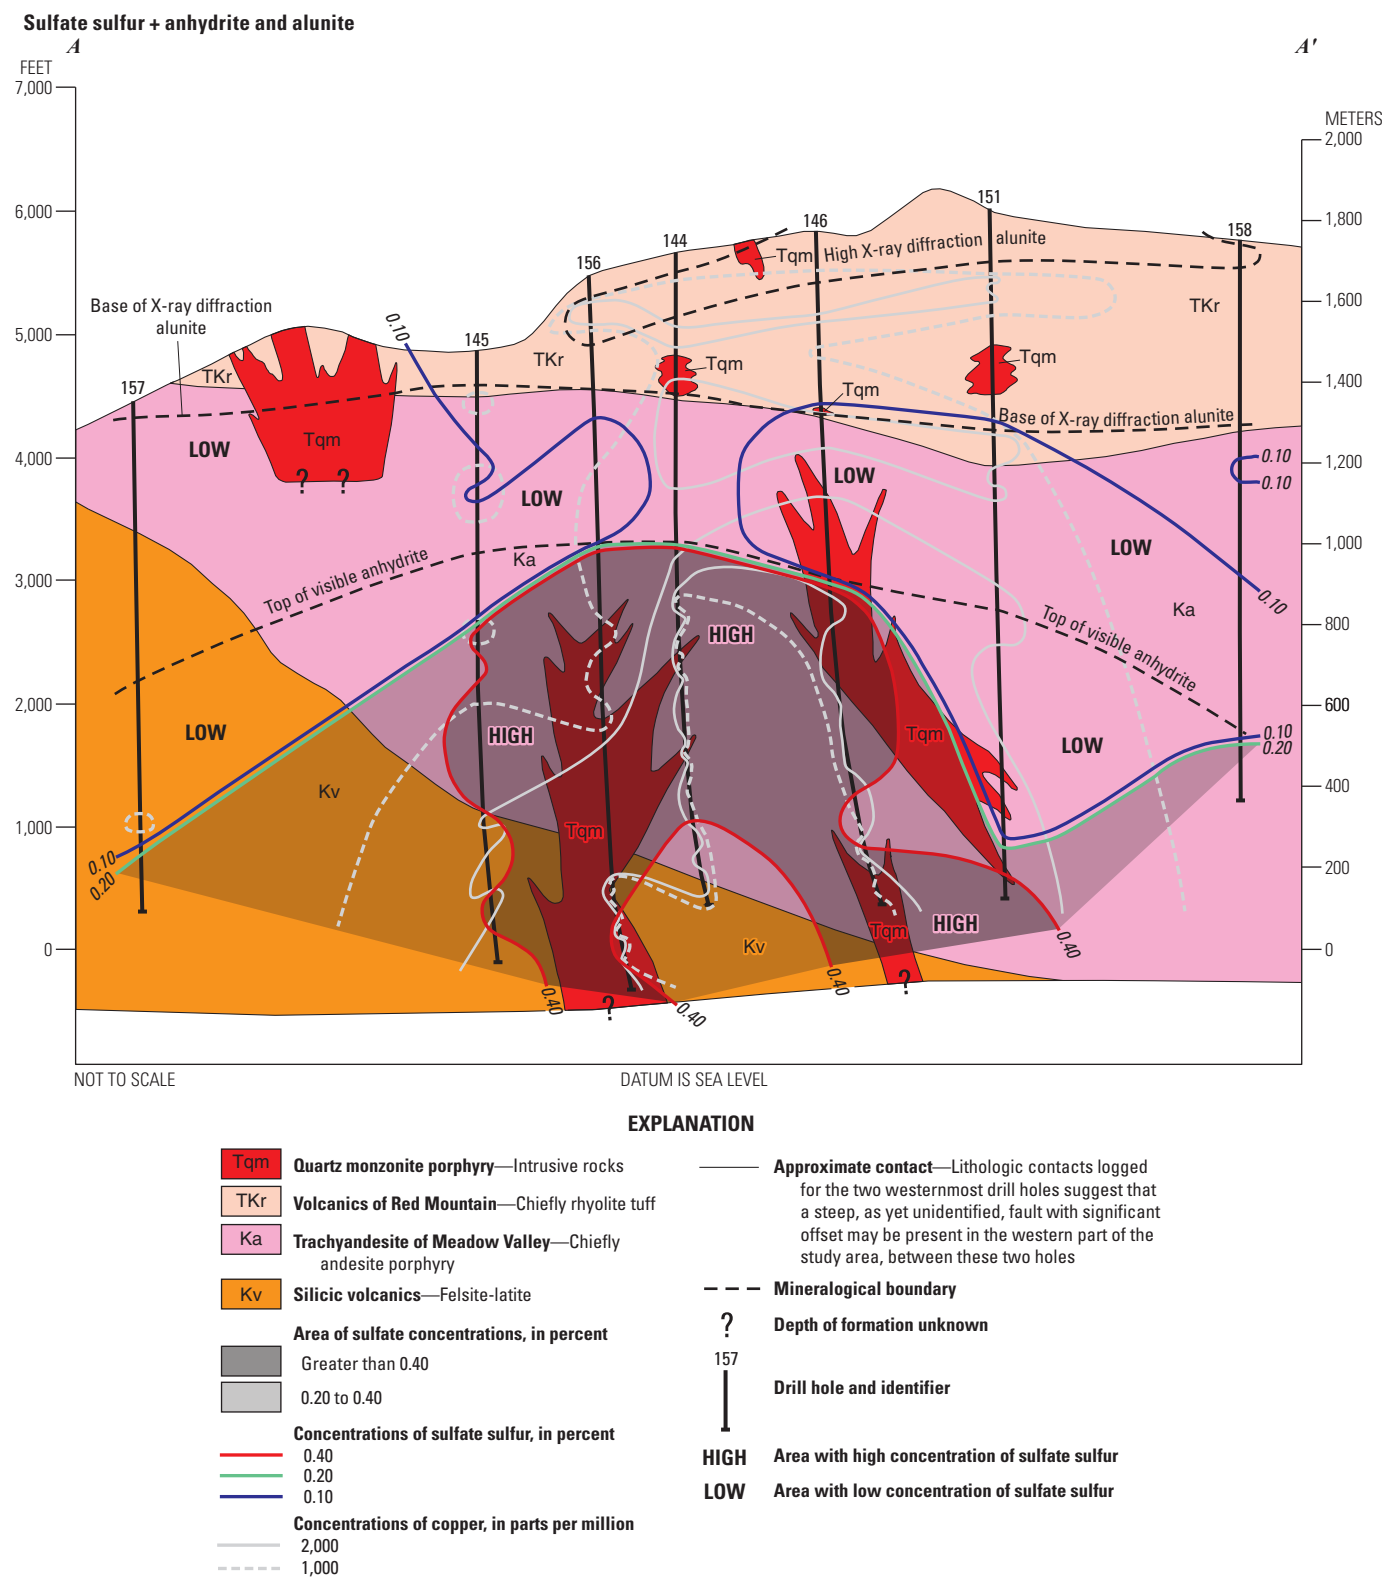 Sulfate sulfur + anhydrite and alunite
A
A'
FEET
7,000
6,000
5,000
4,000
3,000
2,000
1,000
0
METERS
2,000
1,800
1,600
1,400
1,200
1,000
800
600
400
200
0
151
146
158
144
156
145
157
Tqm
High X-ray diffraction alunite
Base of X-ray diffraction
alunite
0.10
TKr
TKr
TKr
Tqm
Tqm
Tqm
Base of X-ray diffraction alunite
Tqm
LOW
LOW
LOW
0.10
0.10
? ?
LOW
Ka
Top of visible anhydrite
0.10
Ka
Top of visible anhydrite
HIGH
LOW
HIGH
Tqm
LOW
0.10
0.20
Kv
Tqm
0.10
0.20
HIGH
Tqm
Kv
0.40
0.40
0.40
0.40
?
?
NOT TO SCALE
DATUM IS SEA LEVEL
EXPLANATION
Tqm
Quartz monzonite porphyry—Intrusive rocks
TKr
Volcanics of Red Mountain—Chiefly rhyolite tuff
Ka
Trachyandesite of Meadow Valley—Chiefly
andesite porphyry
Kv
Silicic volcanics—Felsite-latite
Area of sulfate concentrations, in percent
Greater than 0.40
0.20 to 0.40
Concentrations of sulfate sulfur, in percent
0.40
0.20
0.10
Concentrations of copper, in parts per million
2,000
1,000
Approximate contact—Lithologic contacts logged
for the two westernmost drill holes suggest that
a steep, as yet unidentified, fault with significant
offset may be present in the western part of the
study area, between these two holes
Mineralogical boundary
?
Depth of formation unknown
157
Drill hole and identifier
HIGH
Area with high concentration of sulfate sulfur
LOW
Area with low concentration of sulfate sulfur